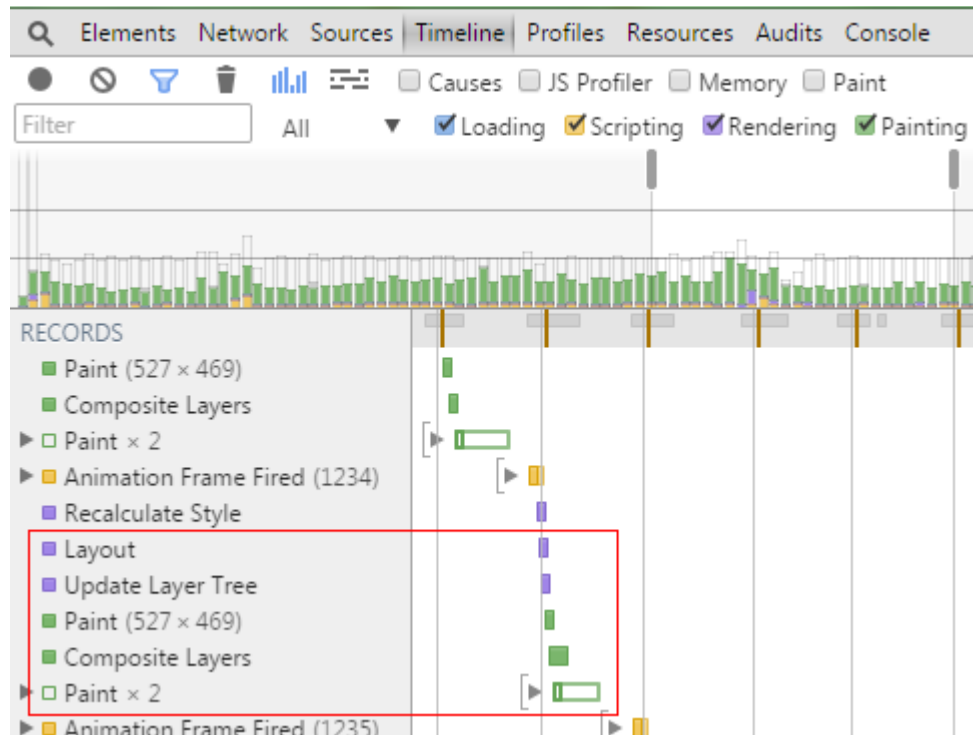 Elements Network Sources Timeline Profiles Resources Audits Console
Causes JS Profiler Memory Paint
Filter All Loading Scripting Rendering Painting
RECORDS
Paint (527 × 469)
Composite Layers
Paint × 2
Animation Frame Fired (1234)
Recalculate Style
Layout
Update Layer Tree
Paint (527 × 469)
Composite Layers
Paint × 2
Animation Frame Fired (1235)